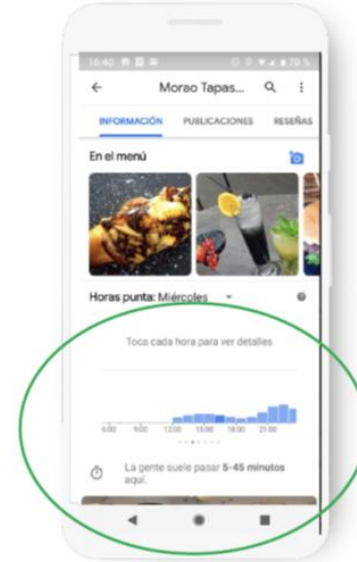 16:40 70 %
Morao Tapas...
INFORMACIÓN PUBLICACIONES RESEÑAS
En el menú
Horas punta: Miércoles
Toca cada hora para ver detalles
6:00 9:00 12:00 15:00 18:00 21:00
La gente suele pasar 5-45 minutos
aquí.